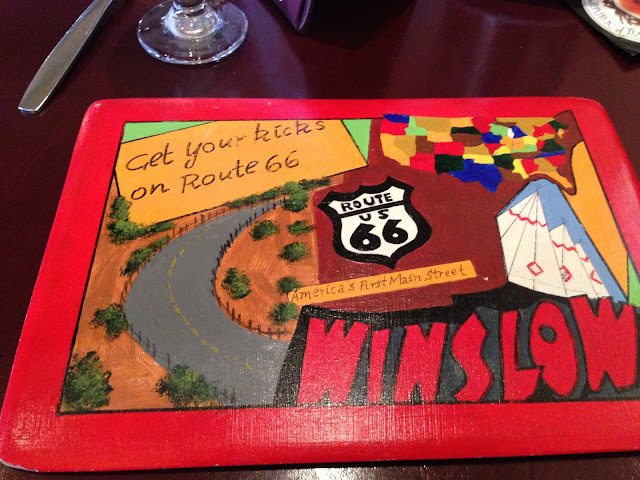 Get your kicks
on Route 66
ROUTE
US
66
America's First Main Street
WINSLOW